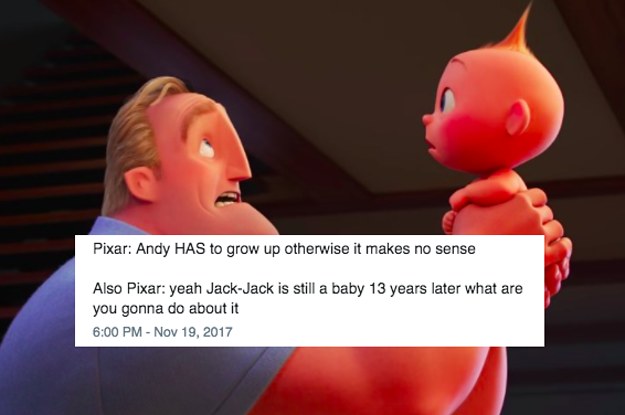 Pixar: Andy HAS to grow up otherwise it makes no sense
Also Pixar: yeah Jack-Jack is still a baby 13 years later what are
you gonna do about it
6:00 PM - Nov 19, 2017